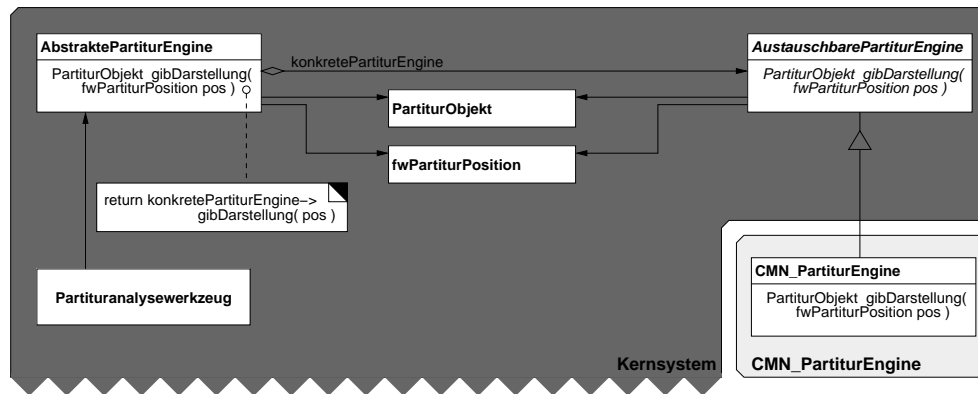 AbstraktePartiturEngine
PartiturObjekt gibDarstellung(
fwPartiturPosition pos )
konkretePartiturEngine
AustauschbarePartiturEngine
PartiturObjekt gibDarstellung(
fwPartiturPosition pos )
PartiturObjekt
fwPartiturPosition
return konkretePartiturEngine−>
gibDarstellung( pos )
Partituranalysewerkzeug
CMN_PartiturEngine
PartiturObjekt gibDarstellung(
fwPartiturPosition pos )
Kernsystem
CMN_PartiturEngine